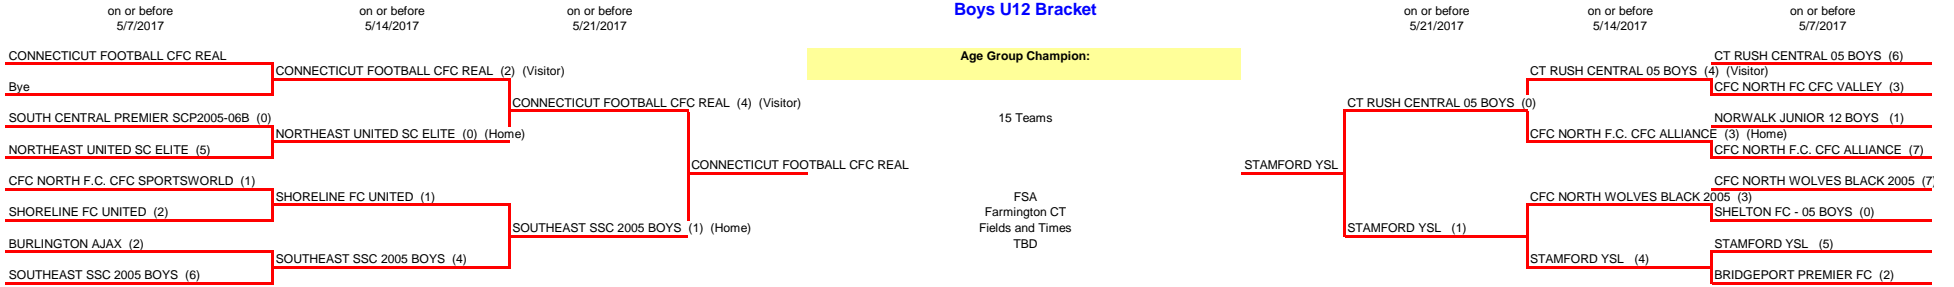 on or before
5/7/2017
on or before
5/14/2017
on or before
5/21/2017
Boys U12 Bracket
on or before
5/21/2017
on or before
5/14/2017
on or before
5/7/2017
CONNECTICUT FOOTBALL CFC REAL
Bye
SOUTH CENTRAL PREMIER SCP2005-06B (0)
NORTHEAST UNITED SC ELITE (5)
CFC NORTH F.C. CFC SPORTSWORLD (1)
SHORELINE FC UNITED (2)
BURLINGTON AJAX (2)
SOUTHEAST SSC 2005 BOYS (6)
CONNECTICUT FOOTBALL CFC REAL (2) (Visitor)
NORTHEAST UNITED SC ELITE (0) (Home)
SHORELINE FC UNITED (1)
SOUTHEAST SSC 2005 BOYS (4)
CONNECTICUT FOOTBALL CFC REAL (4) (Visitor)
SOUTHEAST SSC 2005 BOYS (1) (Home)
CONNECTICUT FOOTBALL CFC REAL
Age Group Champion:
15 Teams
FSA
Farmington CT
Fields and Times
TBD
STAMFORD YSL
CT RUSH CENTRAL 05 BOYS (0)
STAMFORD YSL (1)
CT RUSH CENTRAL 05 BOYS (4) (Visitor)
CFC NORTH F.C. CFC ALLIANCE (3) (Home)
CFC NORTH WOLVES BLACK 2005 (3)
STAMFORD YSL (4)
CT RUSH CENTRAL 05 BOYS (6)
CFC NORTH FC CFC VALLEY (3)
NORWALK JUNIOR 12 BOYS (1)
CFC NORTH F.C. CFC ALLIANCE (7)
CFC NORTH WOLVES BLACK 2005 (7)
SHELTON FC - 05 BOYS (0)
STAMFORD YSL (5)
BRIDGEPORT PREMIER FC (2)